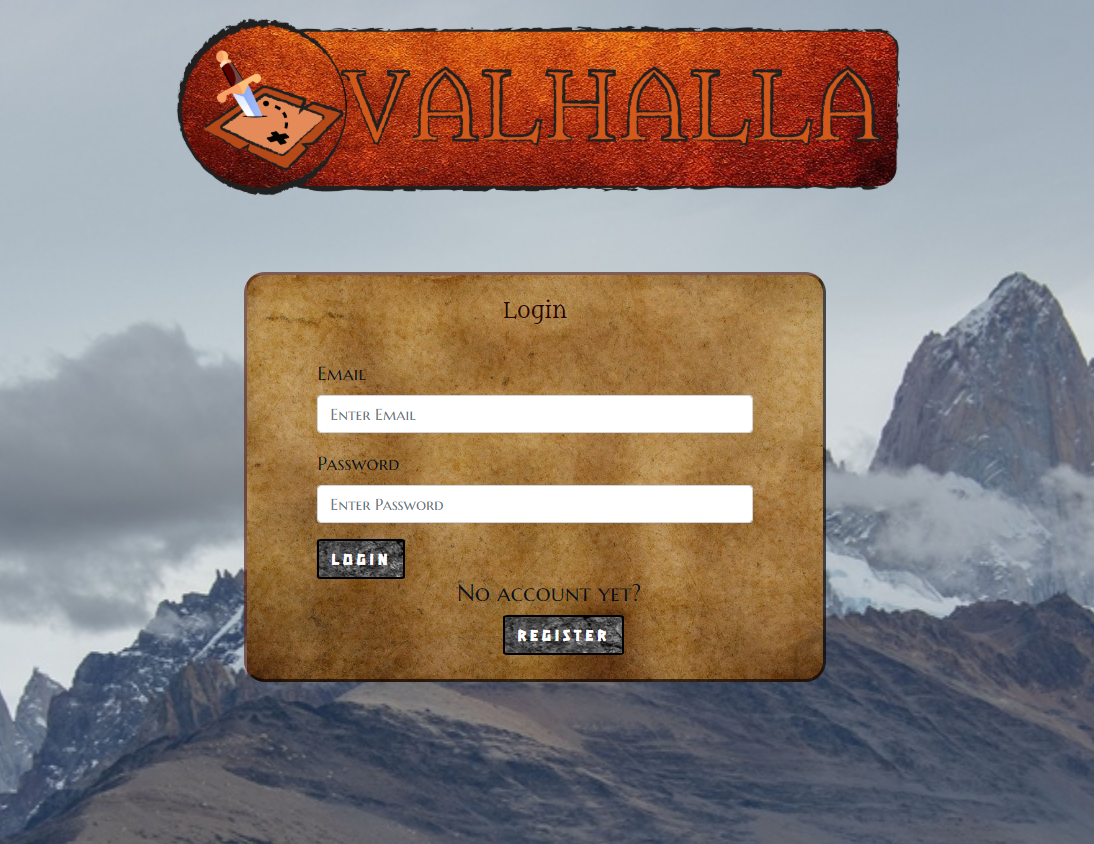 VALHALLA
Login
Email
Enter Email
Password
Enter Password
LOGIN
No account yet?
REGISTER